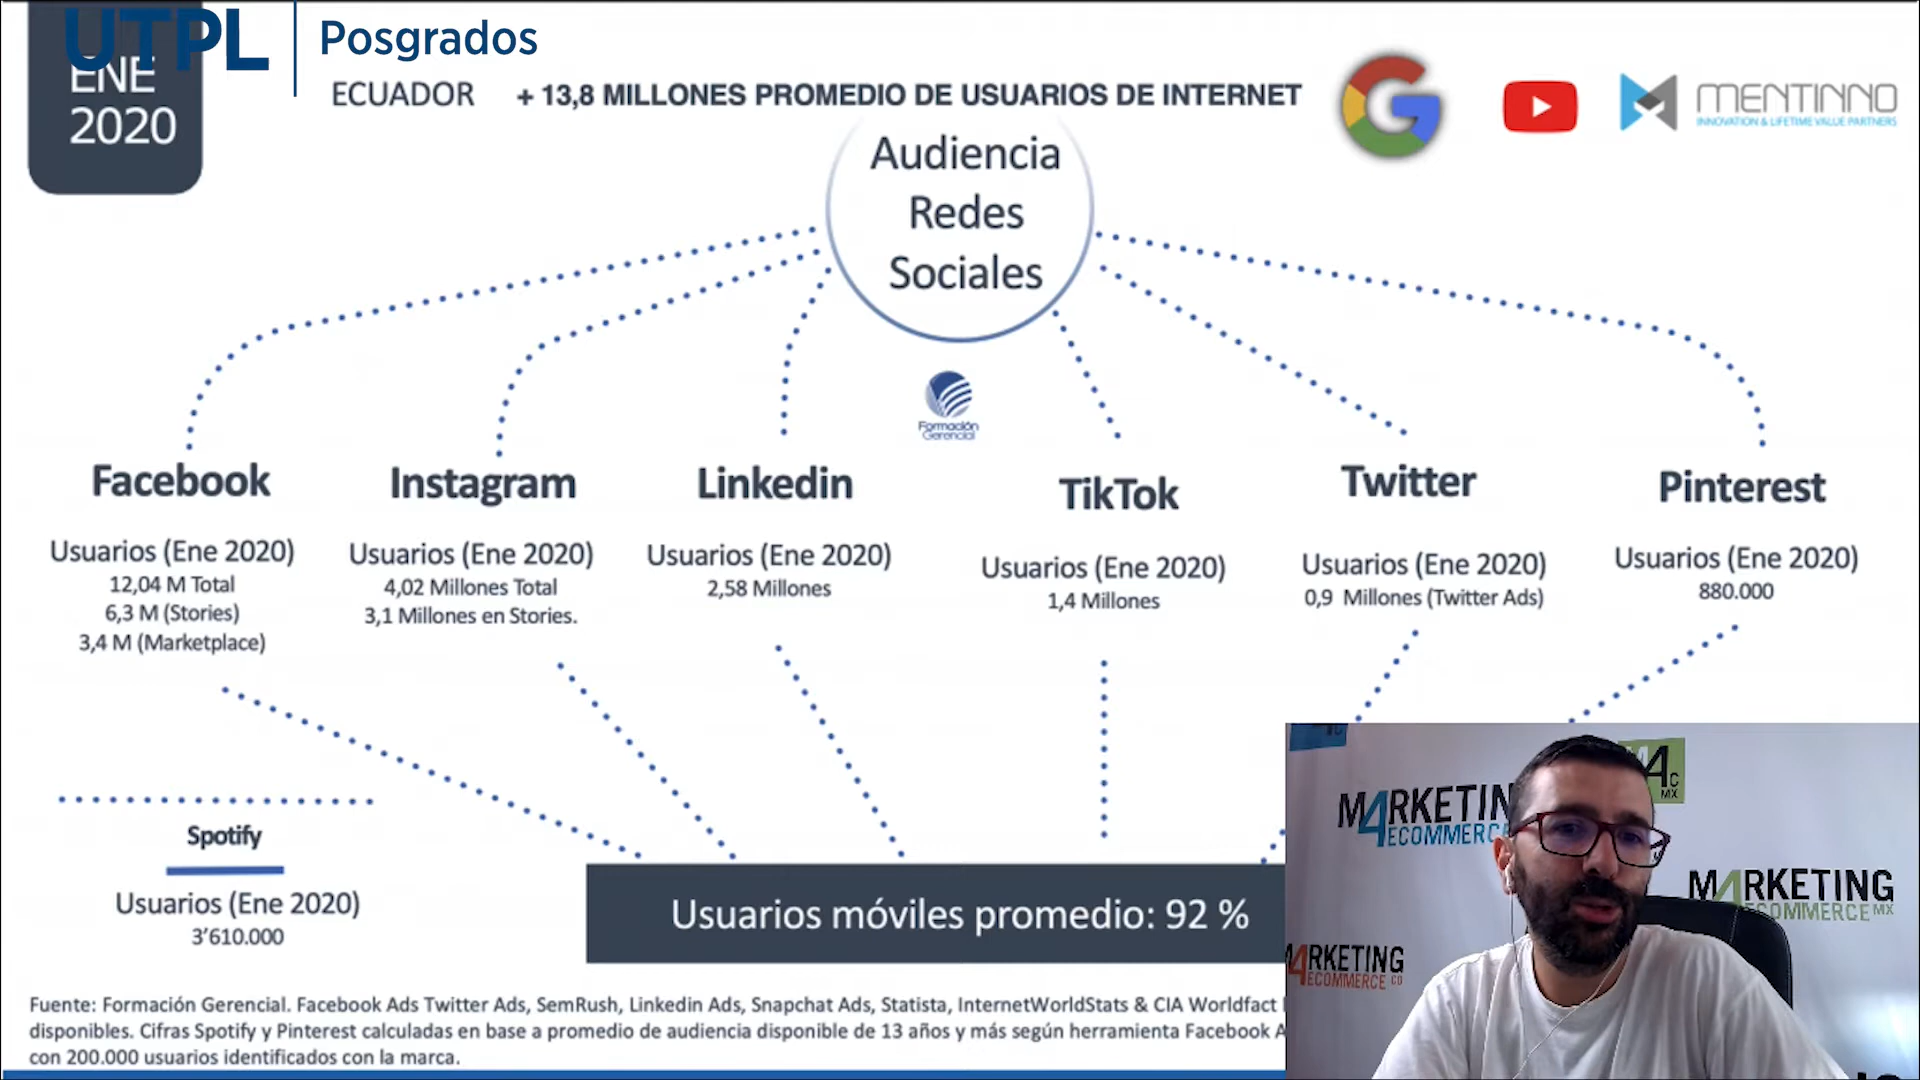 UTPL
Posgrados
ENE
2020
ECUADOR
+ 13,8 MILLONES PROMEDIO DE USUARIOS DE INTERNET
MENTINNO
INNOVATION & LIFETIME VALUE PARTNERS
Audiencia
Redes
Sociales
Formación
Gerencial
Facebook
Usuarios (Ene 2020)
12,04 M Total
6,3 M (Stories)
3,4 M (Marketplace)
Instagram
Usuarios (Ene 2020)
4,02 Millones Total
3,1 Millones en Stories.
Linkedin
Usuarios (Ene 2020)
2,58 Millones
TikTok
Usuarios (Ene 2020)
1,4 Millones
Twitter
Usuarios (Ene 2020)
0,9 Millones (Twitter Ads)
Pinterest
Usuarios (Ene 2020)
880.000
Spotify
Usuarios (Ene 2020)
3’610.000
Usuarios móviles promedio: 92 %
Fuente: Formación Gerencial. Facebook Ads Twitter Ads, SemRush, Linkedin Ads, Snapchat Ads, Statista, InternetWorldStats & CIA Worldfact
disponibles. Cifras Spotify y Pinterest calculadas en base a promedio de audiencia disponible de 13 años y más según herramienta Facebook A
con 200.000 usuarios identificados con la marca.
M4RKETIN
ECOMMERCE
MX
M4RKETING
ECOMMERCE MX
M4RKETING
ECOMMERCE CO